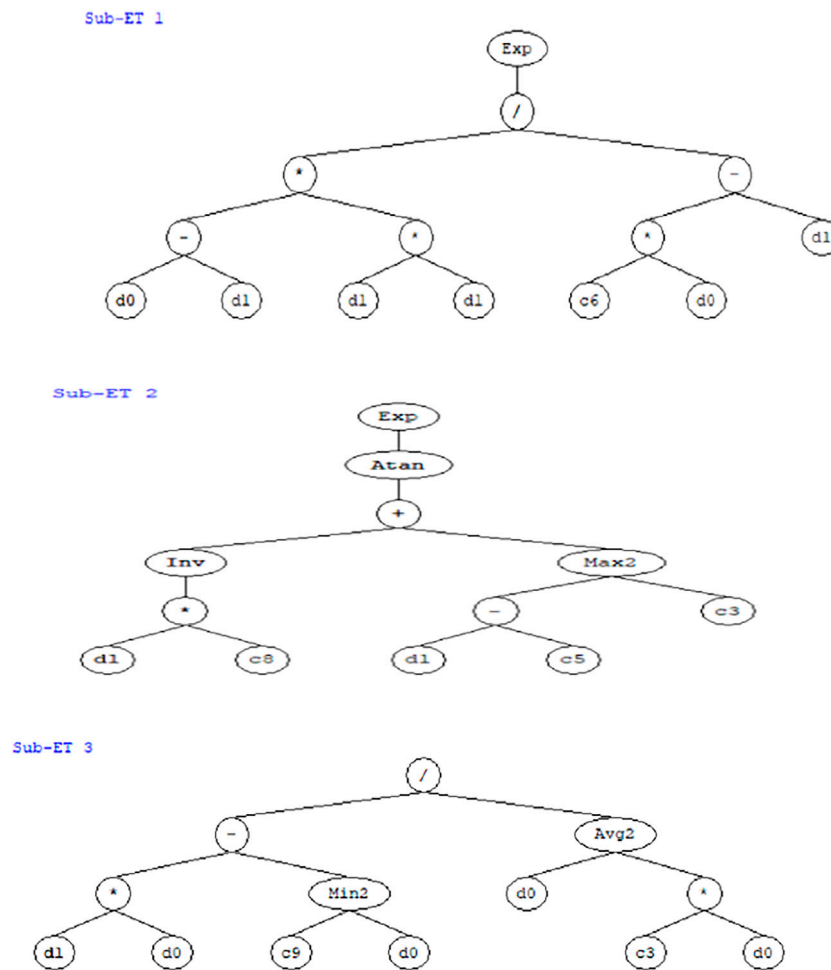 Sub-ET 1
Exp
/
* -
- * * d1
d0 d1 d1 d1 c6 d0
Sub-ET 2
Exp
Atan
+
Inv Max2
* - c3
d1 c8 d1 c5
Sub-ET 3
/
- Avg2
* Min2 d0 *
d1 d0 c9 d0 c3 d0